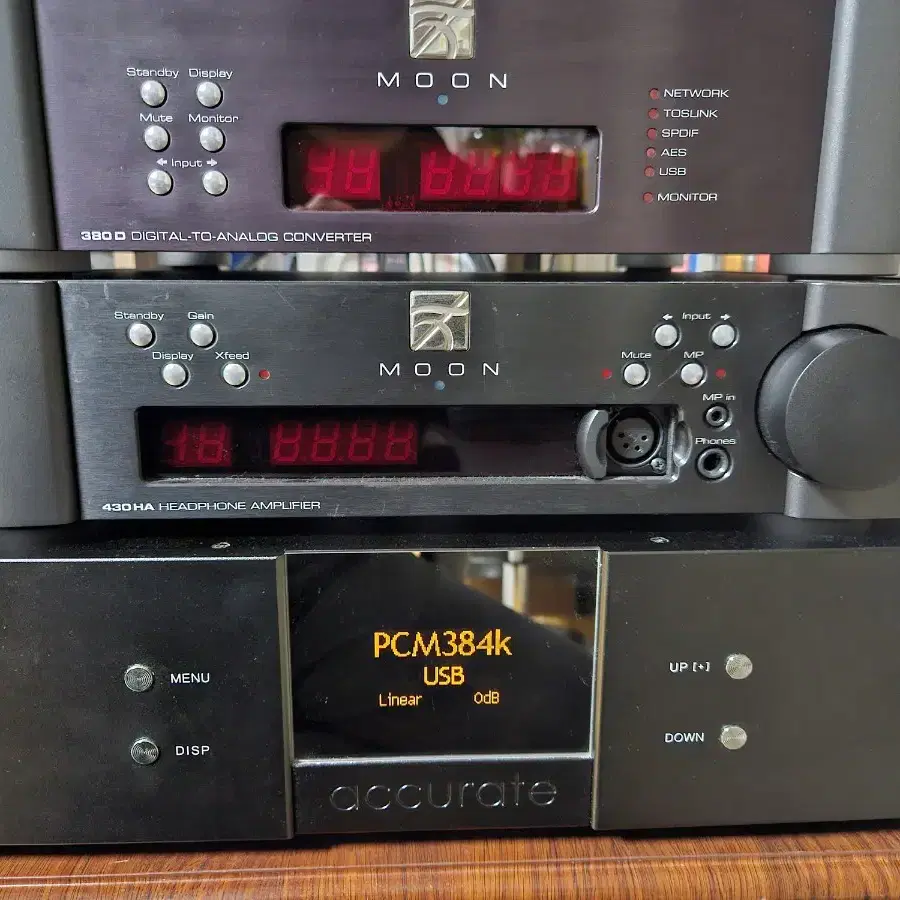 MOON
Standby Display
Mute Monitor
← Input →
NETWORK
TOSLINK
SPDIF
AES
USB
MONITOR
380D DIGITAL-TO-ANALOG CONVERTER
MOON
Standby Gain
Display Xfeed
← Input →
Mute MP
MP in
Phones
430HA HEADPHONE AMPLIFIER
PCM384k
USB
Linear 0dB
MENU
DISP
UP [+]
DOWN
accurate